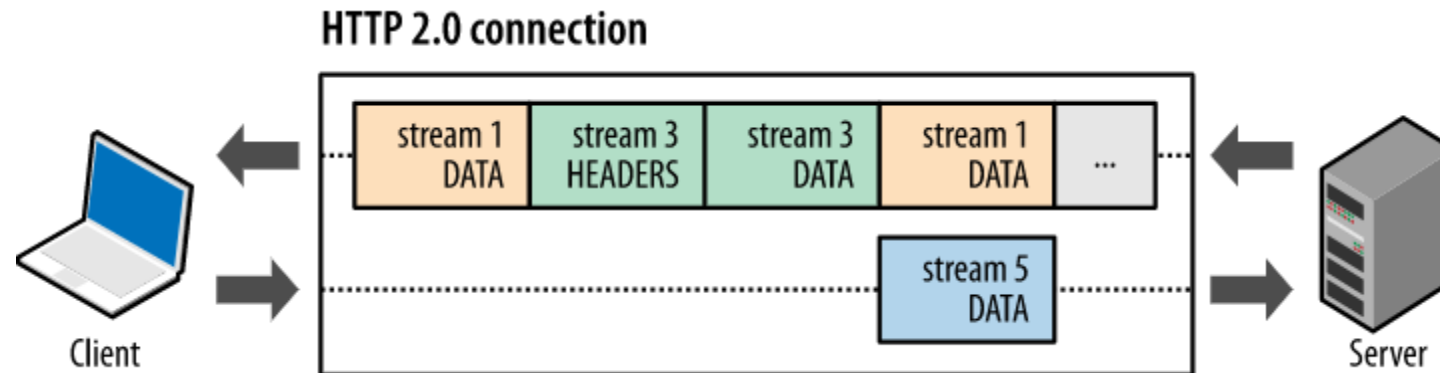 HTTP 2.0 connection
stream 1
DATA
stream 3
HEADERS
stream 3
DATA
stream 1
DATA
...
stream 5
DATA
Client
Server